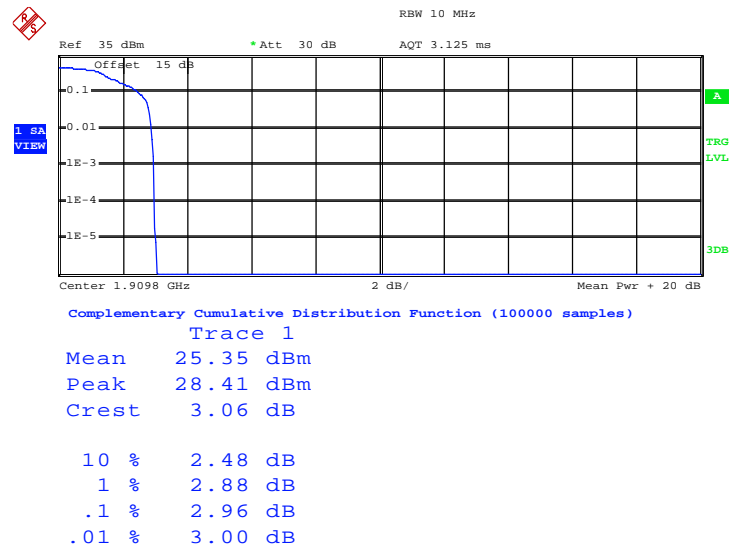 RBW 10 MHz
Ref 35 dBm * Att 30 dB AQT 3.125 ms
Offset 15 dB
0.1
A
0.01
1 SA
VIEW
TRG
LVL
1E-3
1E-4
1E-5
3DB
Center 1.9098 GHz 2 dB/ Mean Pwr + 20 dB
Complementary Cumulative Distribution Function (100000 samples)
Trace 1
Mean 25.35 dBm
Peak 28.41 dBm
Crest 3.06 dB
10 % 2.48 dB
1 % 2.88 dB
.1 % 2.96 dB
.01 % 3.00 dB
R S